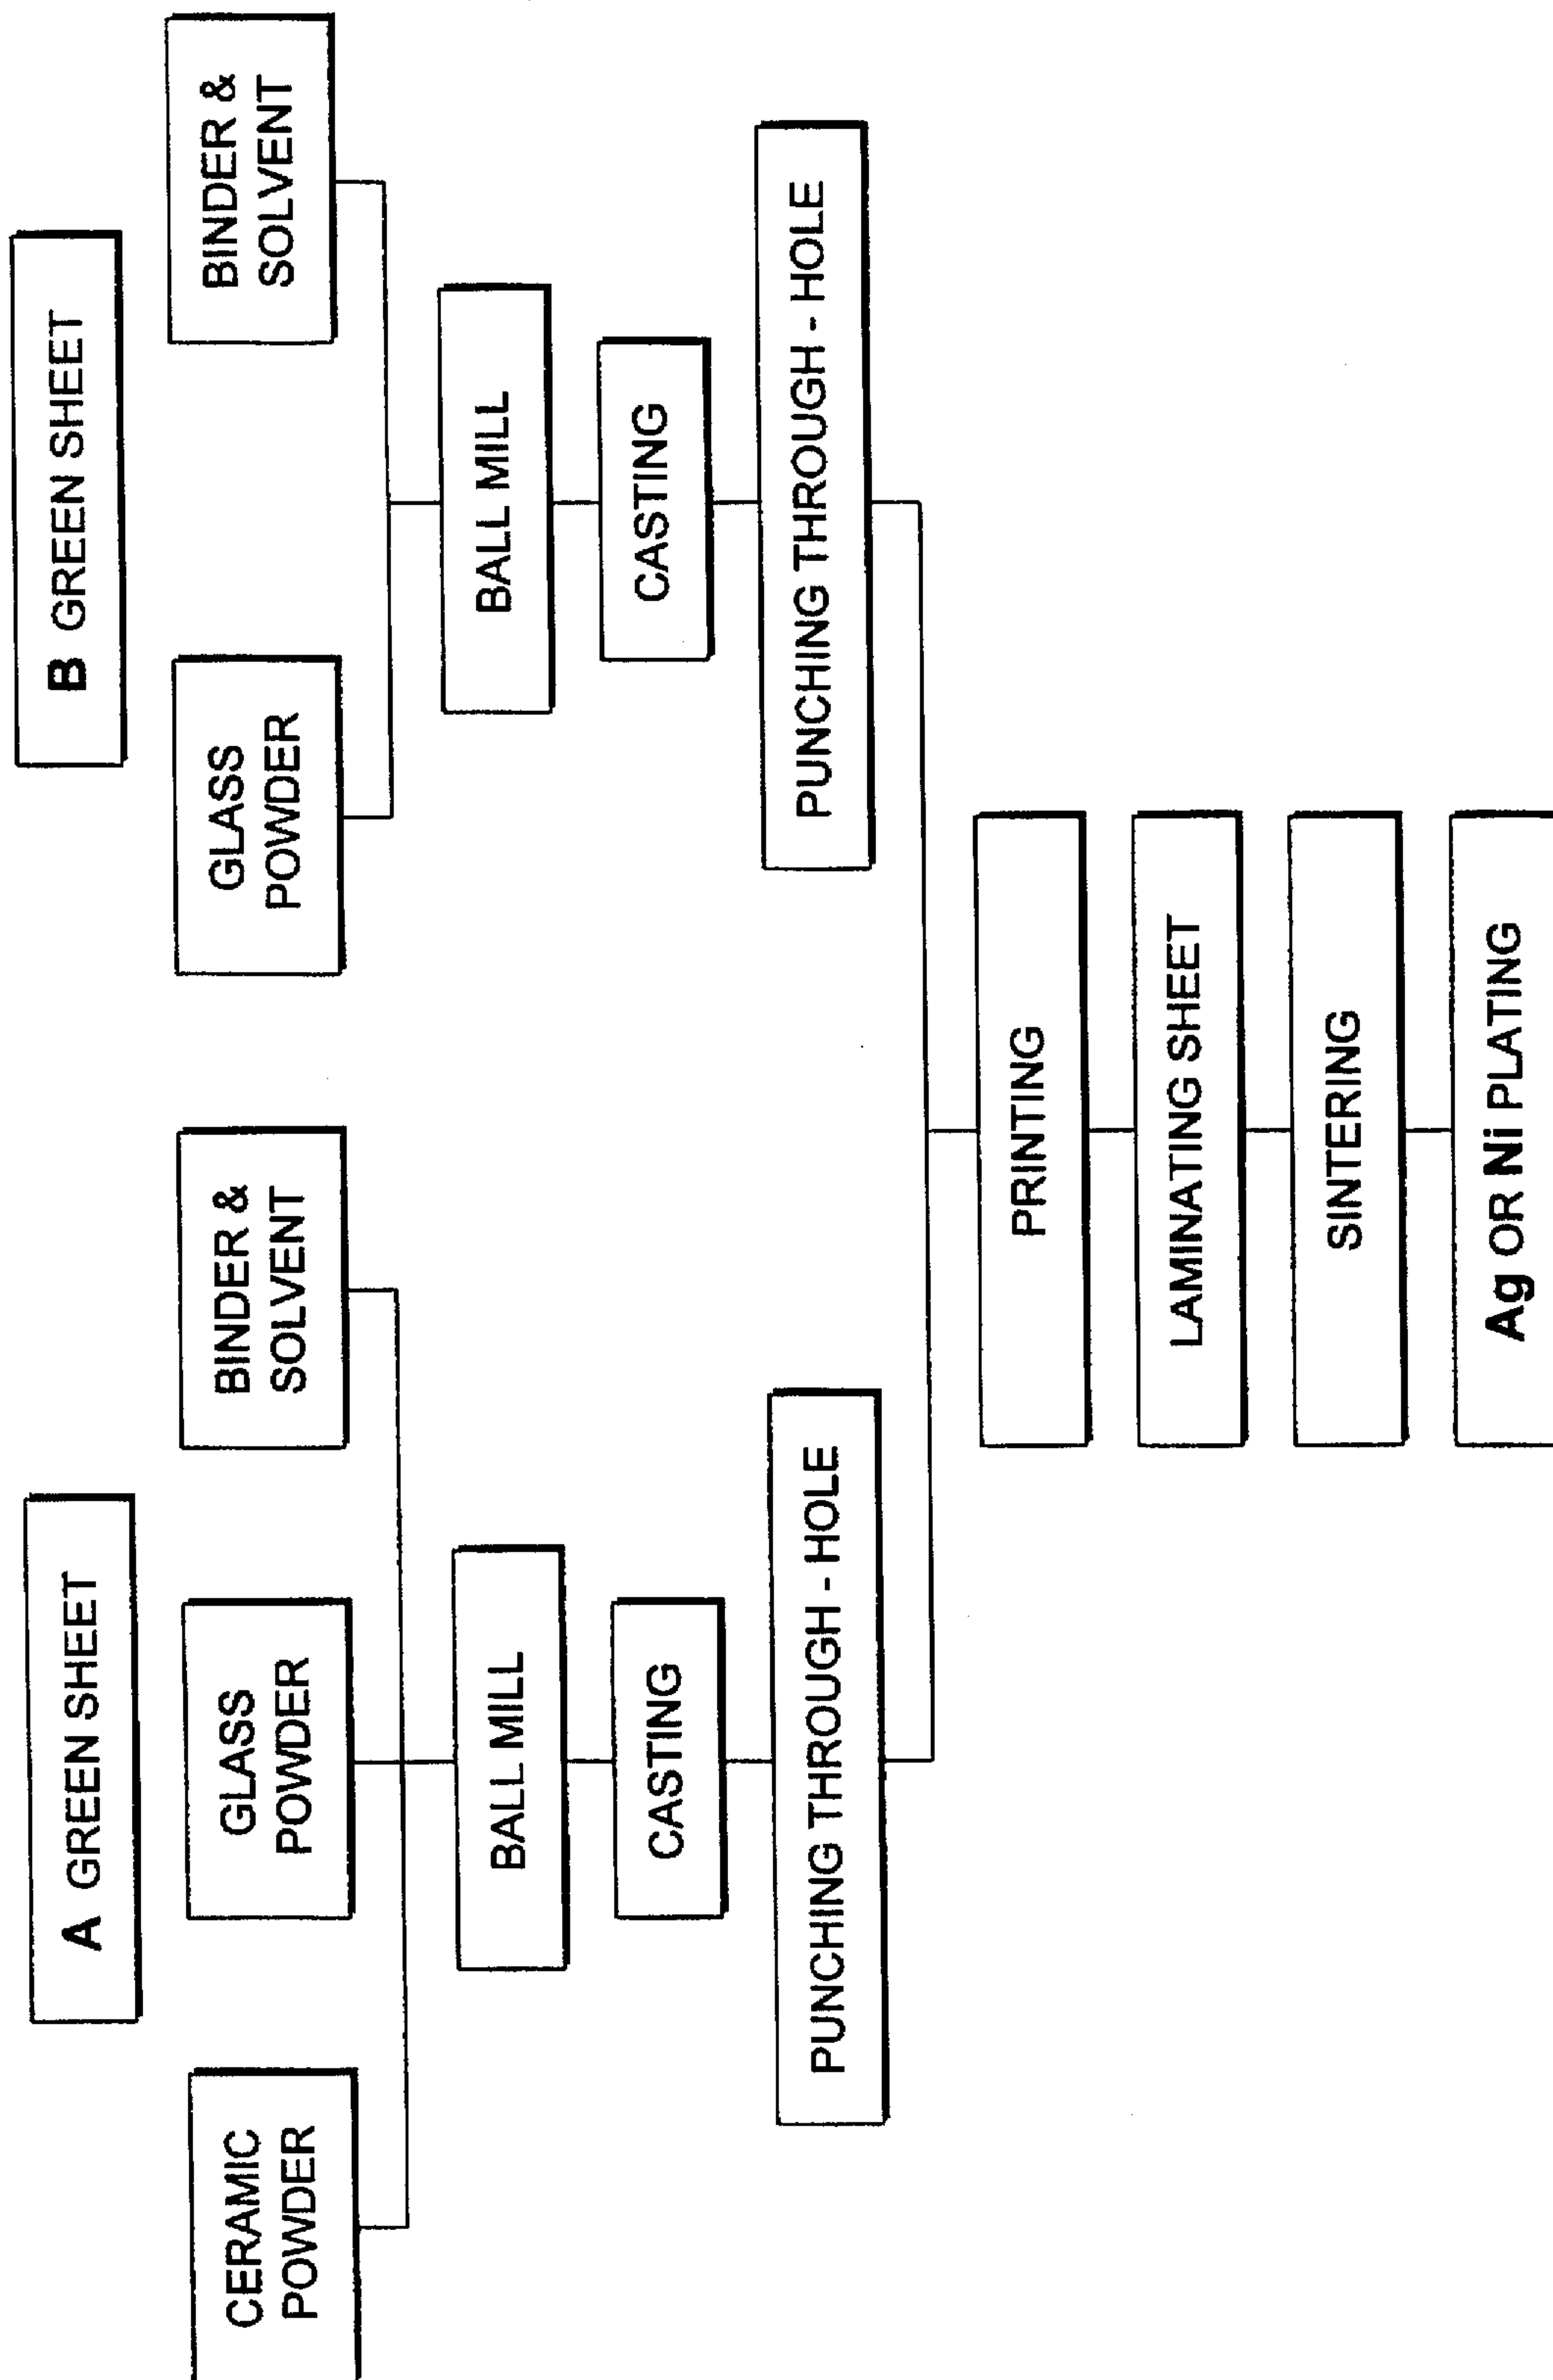 A GREEN SHEET
CERAMIC
POWDER
GLASS
POWDER
BINDER &
SOLVENT
BALL MILL
CASTING
PUNCHING THROUGH - HOLE
B GREEN SHEET
GLASS
POWDER
BINDER &
SOLVENT
BALL MILL
CASTING
PUNCHING THROUGH - HOLE
PRINTING
LAMINATING SHEET
SINTERING
Ag OR Ni PLATING